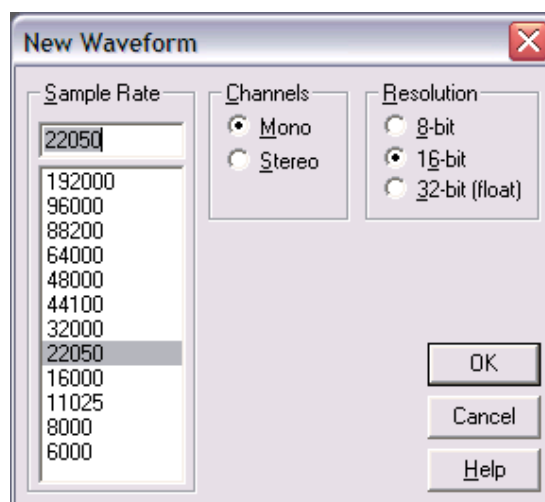 New Waveform
Sample Rate
22050
192000
96000
88200
64000
48000
44100
32000
22050
16000
11025
8000
6000
Channels
Mono
Stereo
Resolution
8-bit
16-bit
32-bit (float)
OK
Cancel
Help